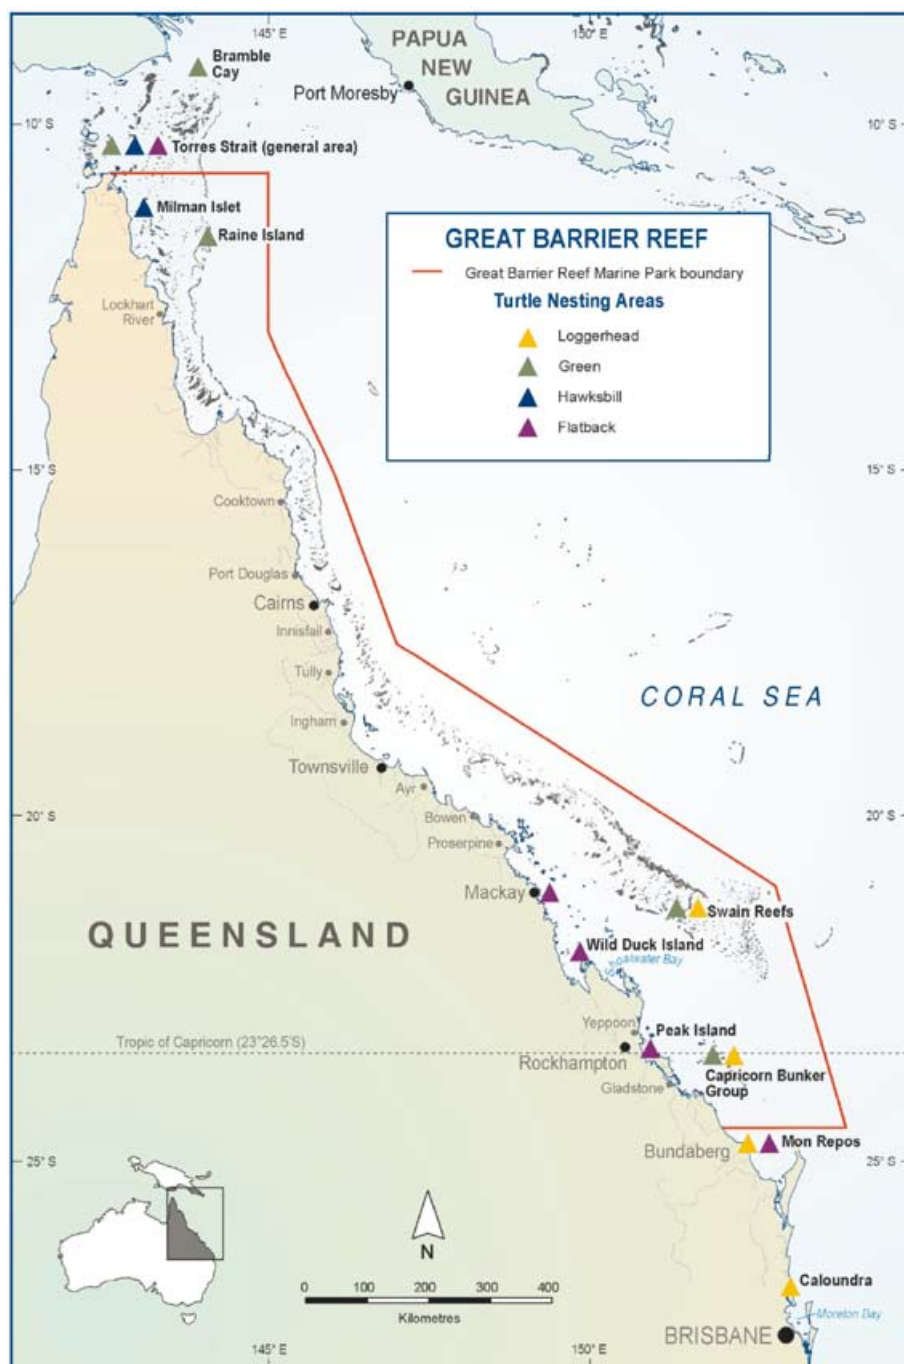 145° E
150° E
Bramble
Cay
PAPUA
NEW
GUINEA
Port Moresby
10° S
10° S
Torres Strait (general area)
Milman Islet
Raine Island
GREAT BARRIER REEF
Great Barrier Reef Marine Park boundary
Turtle Nesting Areas
Loggerhead
Green
Hawksbill
Flatback
Lockhart
River
15° S
15° S
Cooktown
Port Douglas
Cairns
Innisfail
Tully
Ingham
CORAL SEA
Townsville
Ayr
20° S
20° S
Bowen
Proserpine
Mackay
Swain Reefs
QUEENSLAND
Wild Duck Island
Yeppoon
Peak Island
Tropic of Capricorn (23°26.5'S)
Rockhampton
Capricorn Bunker
Group
Gladstone
Bundaberg
Mon Repos
25° S
25° S
N
0 100 200 300 400
Kilometres
Caloundra
BRISBANE
145° E
150° E